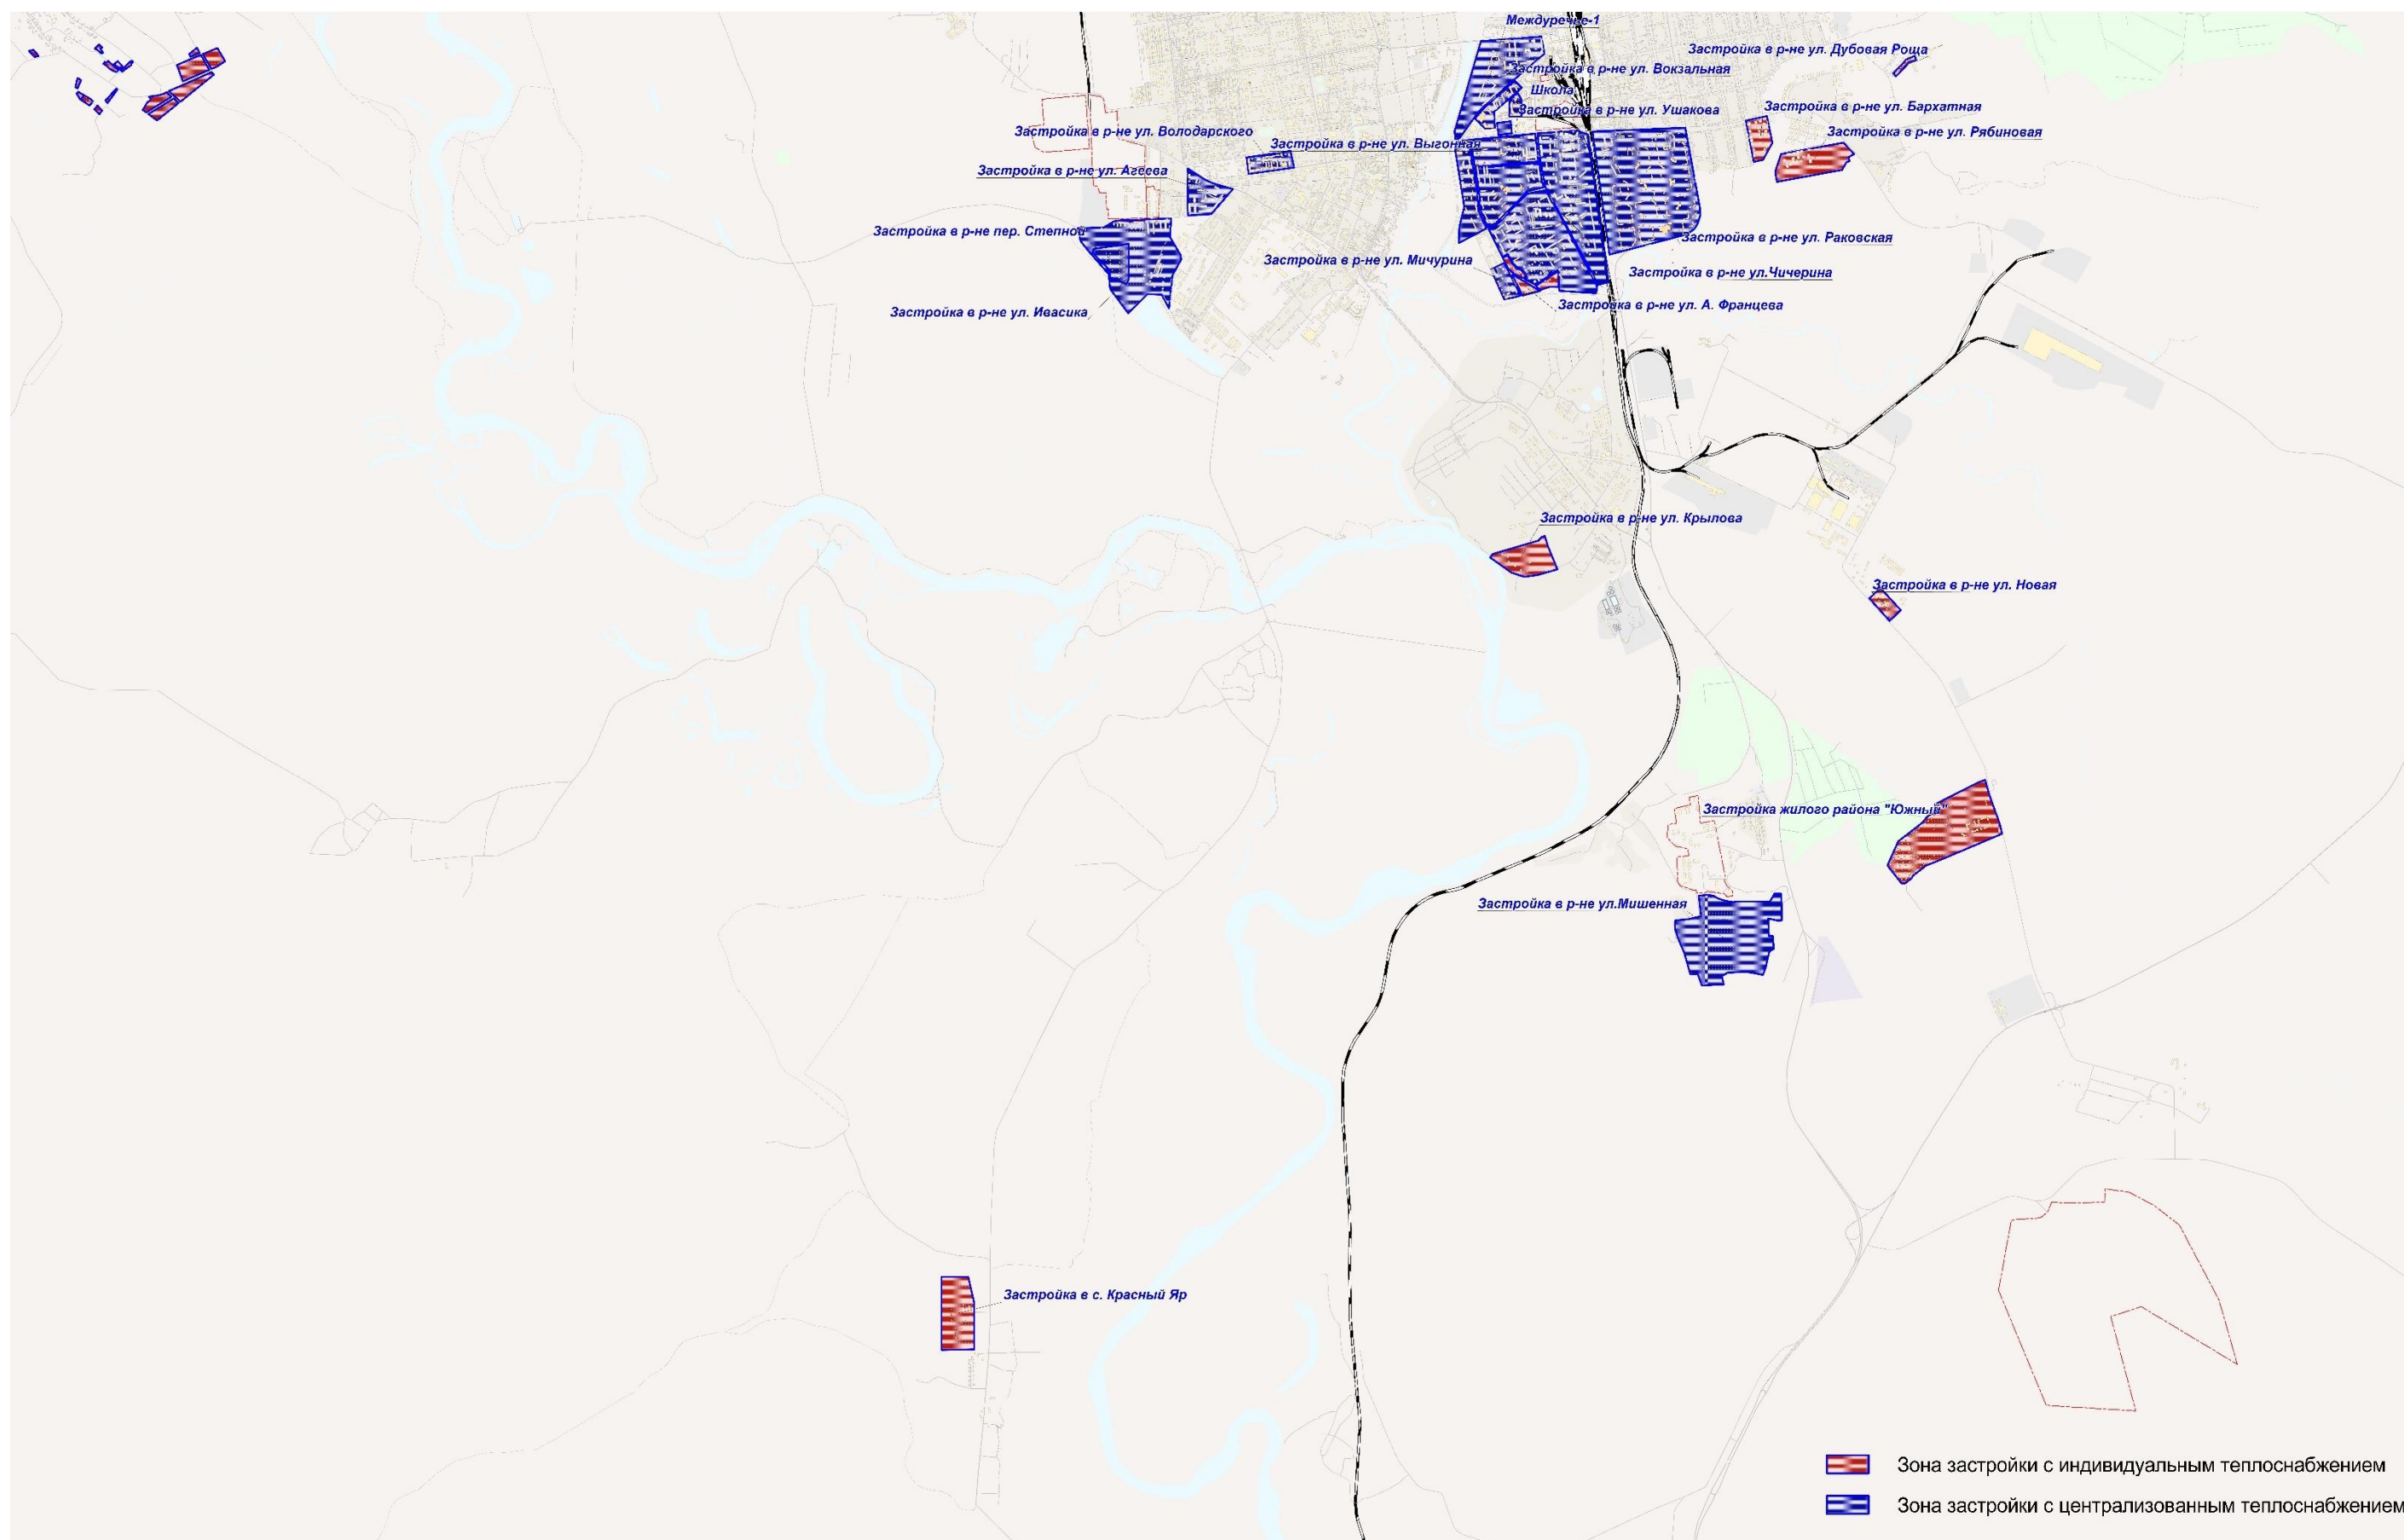 Междуречье-1
Застройка в р-не ул. Дубовая Роща
Застройка в р-не ул. Вокзальная
Школа
Застройка в р-не ул. Бархатная
Застройка в р-не ул. Ушакова
Застройка в р-не ул. Володарского
Застройка в р-не ул. Рябиновая
Застройка в р-не ул. Выгонная
Застройка в р-не ул. Агеева
Застройка в р-не пер. Степной
Застройка в р-не ул. Раковская
Застройка в р-не ул. Мичурина
Застройка в р-не ул.Чичерина
Застройка в р-не ул. А. Францева
Застройка в р-не ул. Ивасика
Застройка в р-не ул. Крылова
Застройка в р-не ул. Новая
Застройка жилого района "Южный"
Застройка в р-не ул.Мишенная
Застройка в с. Красный Яр
Зона застройки с индивидуальным теплоснабжением
Зона застройки с централизованным теплоснабжением